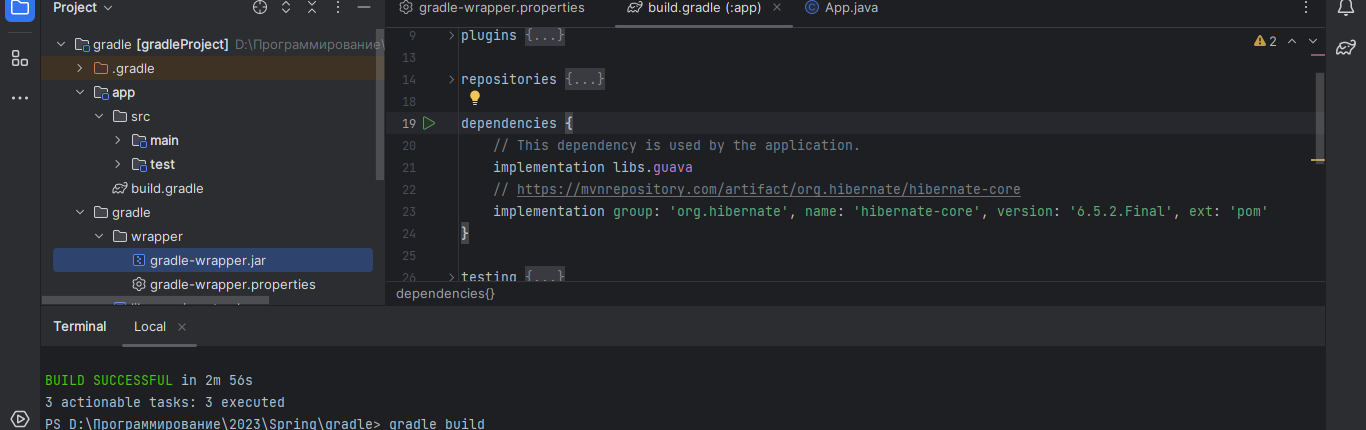 Project
gradle-wrapper.properties
build.gradle (:app)
App.java
gradle [gradleProject] D:\Программирование\
.gradle
app
src
main
test
build.gradle
gradle
wrapper
gradle-wrapper.jar
gradle-wrapper.properties
9 plugins {...}
2
13
14 repositories {...}
18
19 dependencies {
20 // This dependency is used by the application.
21 implementation libs.guava
22 // https://mvnrepository.com/artifact/org.hibernate/hibernate-core
23 implementation group: 'org.hibernate', name: 'hibernate-core', version: '6.5.2.Final', ext: 'pom'
24 }
25
26 testing {...}
dependencies{}
Terminal Local
BUILD SUCCESSFUL in 2m 56s
3 actionable tasks: 3 executed
PS D:\Программирование\2023\Spring\gradle> gradle build